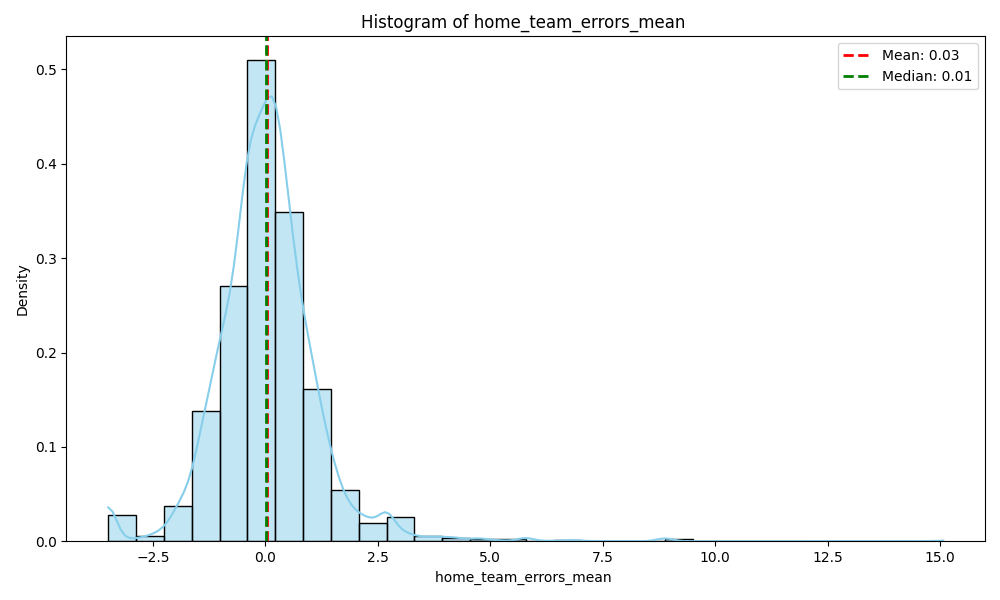 Histogram of home_team_errors_mean
Mean: 0.03
Median: 0.01
Density
0.5
0.4
0.3
0.2
0.1
0.0
−2.5 0.0 2.5 5.0 7.5 10.0 12.5 15.0
home_team_errors_mean